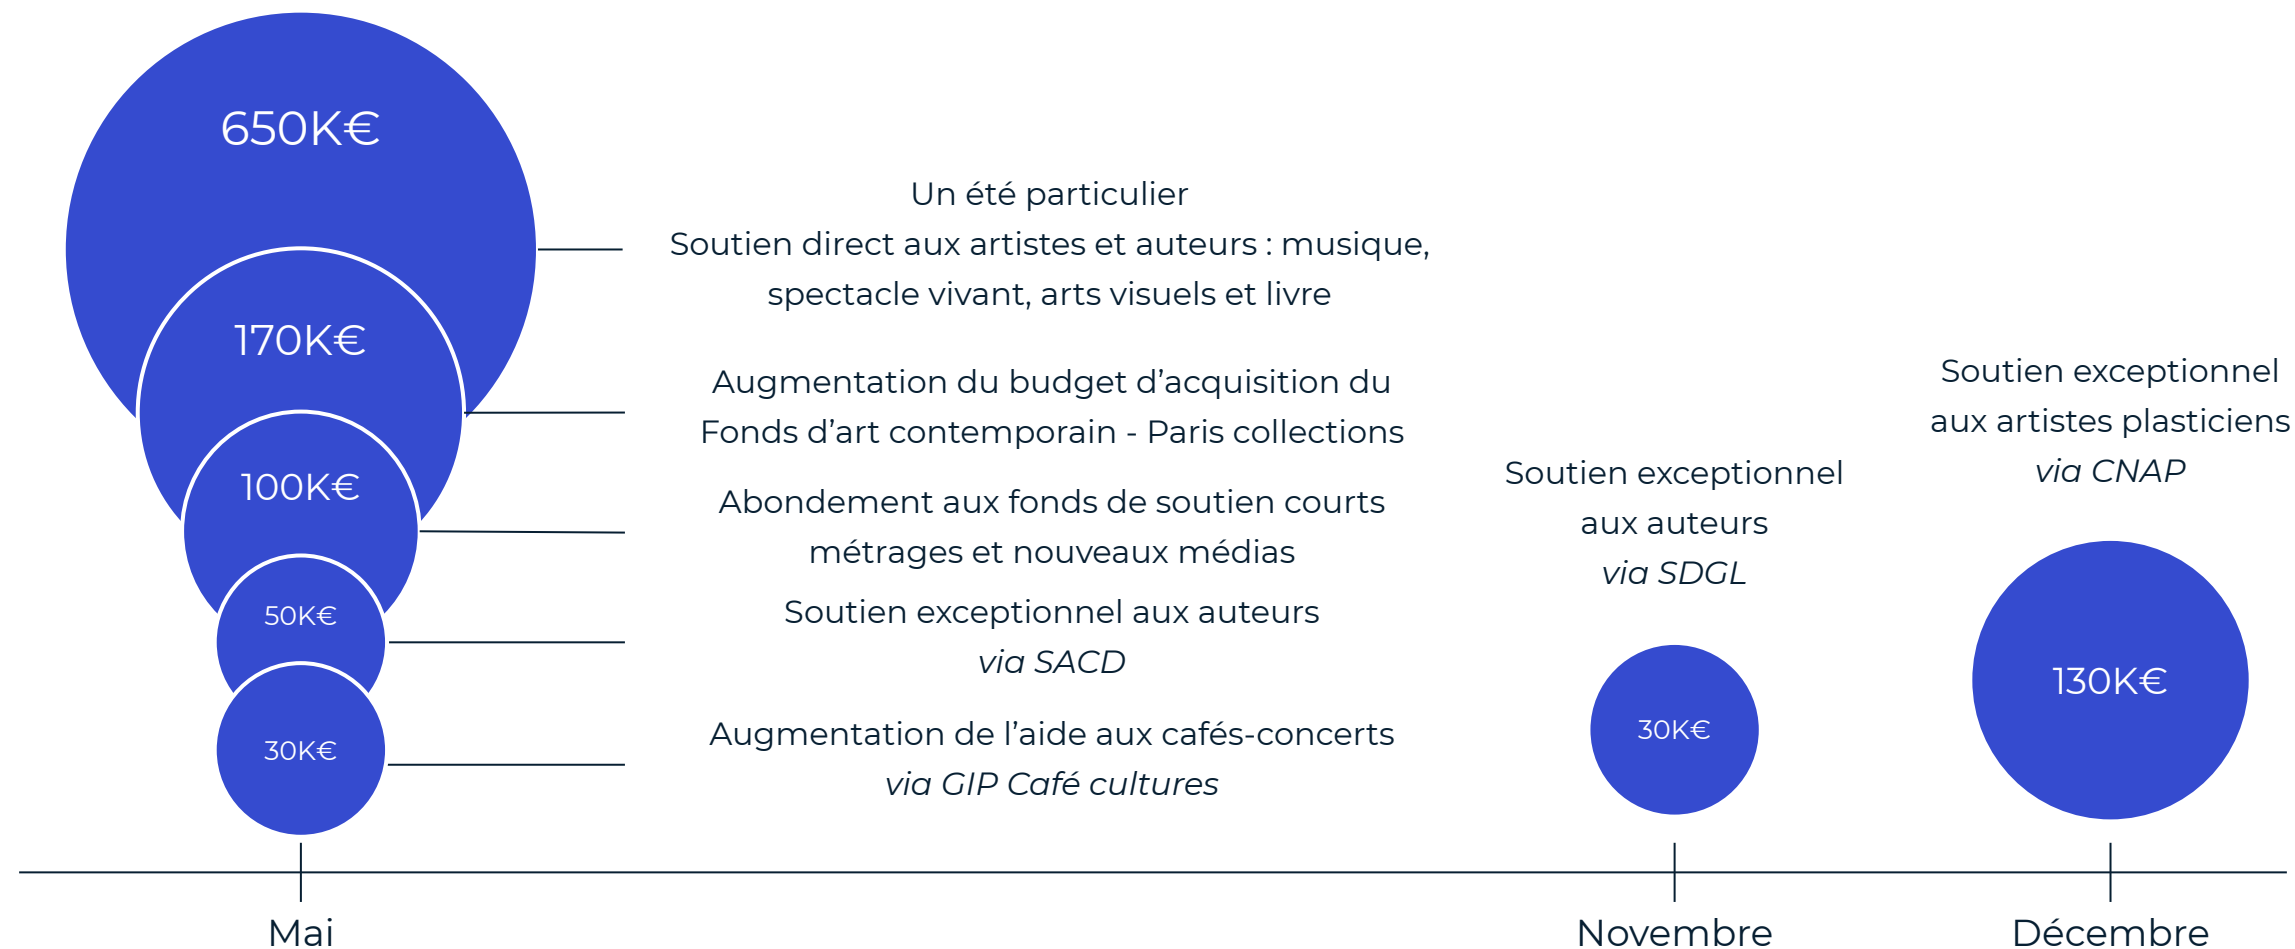 650K€
Un été particulier
Soutien direct aux artistes et auteurs : musique,
spectacle vivant, arts visuels et livre
170K€
Augmentation du budget d’acquisition du
Fonds d’art contemporain - Paris collections
100K€
Abondement aux fonds de soutien courts
métrages et nouveaux médias
50K€
Soutien exceptionnel aux auteurs
via SACD
30K€
Augmentation de l’aide aux cafés-concerts
via GIP Café cultures
Soutien exceptionnel
aux auteurs
via SDGL
30K€
Soutien exceptionnel
aux artistes plasticiens
via CNAP
130K€
Mai
Novembre
Décembre